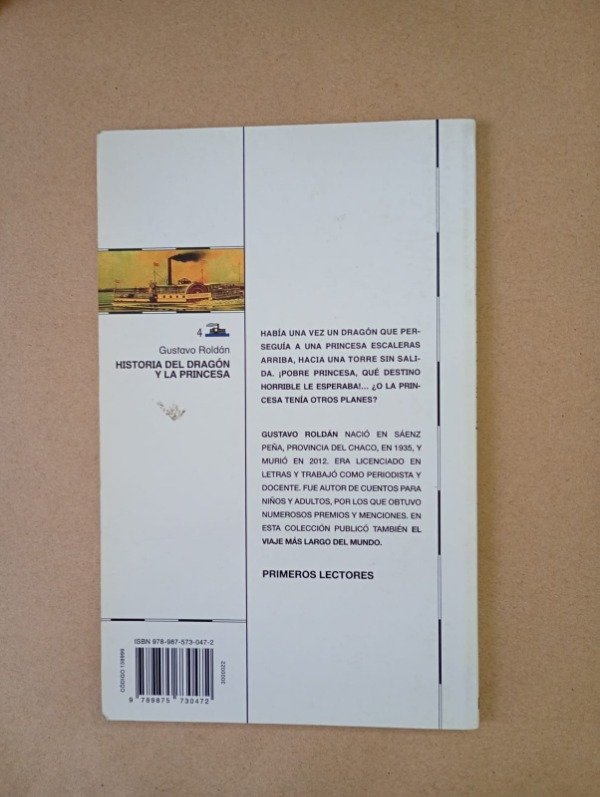 4
Gustavo Roldán
HISTORIA DEL DRAGÓN
Y LA PRINCESA
HABÍA UNA VEZ UN DRAGÓN QUE PER-
SEGUÍA A UNA PRINCESA ESCALERAS
ARRIBA, HACIA UNA TORRE SIN SALI-
DA. ¡POBRE PRINCESA, QUÉ DESTINO
HORRIBLE LE ESPERABA!... ¿O LA PRIN-
CESA TENÍA OTROS PLANES?
GUSTAVO ROLDÁN NACIÓ EN SÁENZ
PEÑA, PROVINCIA DEL CHACO, EN 1935, Y
MURIÓ EN 2012. ERA LICENCIADO EN
LETRAS Y TRABAJÓ COMO PERIODISTA Y
DOCENTE. FUE AUTOR DE CUENTOS PARA
NIÑOS Y ADULTOS, POR LOS QUE OBTUVO
NUMEROSOS PREMIOS Y MENCIONES. EN
ESTA COLECCIÓN PUBLICÓ TAMBIÉN EL
VIAJE MÁS LARGO DEL MUNDO.
PRIMEROS LECTORES
ISBN 978-987-573-047-2
9 789875 730472
3000022